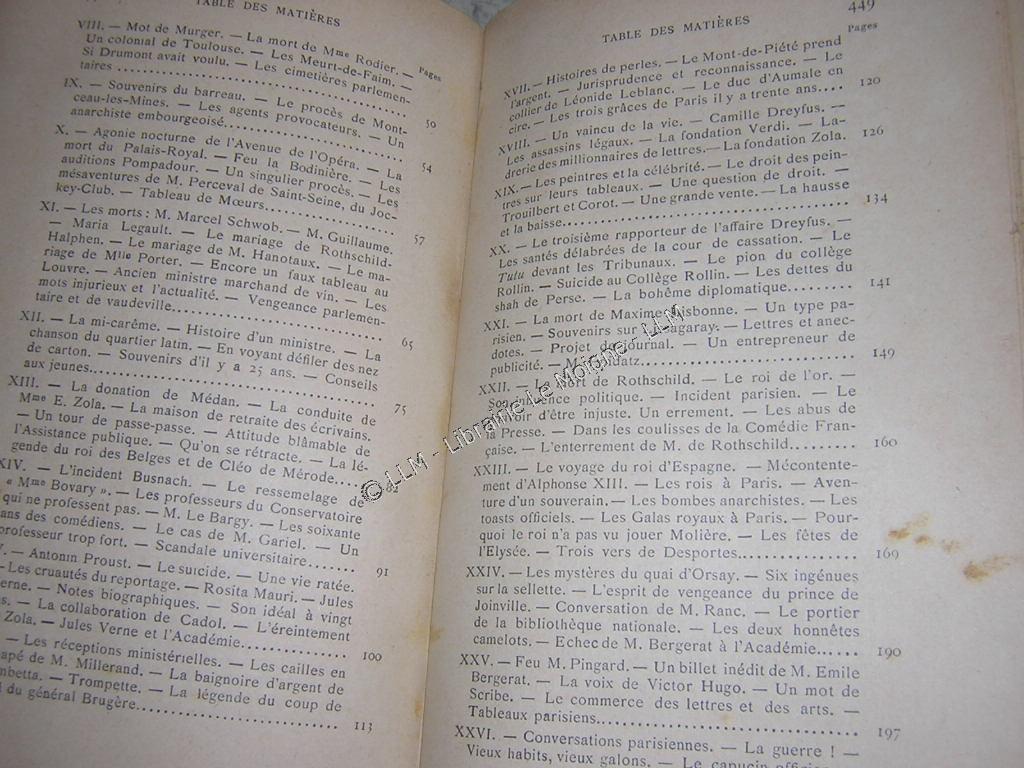 TABLE DES MATIÈRES
Pages
VIII. — Mot de Murger. — La mort de Mme Rodier. —
Un colonial de Toulouse. — Les Meurt-de-Faim. —
Si Drumont avait voulu. — Les cimetières parlemen-
taires ........ 50
IX. — Souvenirs du barreau. — Le procès de Mont-
ceau-les-Mines. — Les agents provocateurs. — Un
anarchiste embourgeoisé........ 54
X. — Agonie nocturne de l'Avenue de l'Opéra. — La
mort du Palais-Royal. — Feu la Bodinière. — Les
auditions Pompadour. — Un singulier procès. — Les
mésaventures de M. Perceval de Saint-Seine, du Joc-
key-Club. — Tableau de Mœurs........ 57
XI. — Les morts : M. Marcel Schwob. — M. Guillaume.
— Maria Legault. — Le mariage de Rothschild-
Halphen. — Le mariage de M. Hanotaux. — Le ma-
riage de Mlle Porter. — Encore un faux tableau au
Louvre. — Ancien ministre marchand de vin. — Les
mots injurieux et l'actualité. — Vengeance parlemen-
taire et de vaudeville........ 65
XII. — La mi-carême. — Histoire d'un ministre. — La
chanson du quartier latin. — En voyant défiler des nez
de carton. — Souvenirs d'il y a 25 ans. — Conseils
aux jeunes........ 75
XIII. — La donation de Médan. — La conduite de
Mme E. Zola. — La maison de retraite des écrivains.
— Un tour de passe-passe. — Attitude blâmable de
l'Assistance publique. — Qu'on se rétracte. — La lé-
gende du roi des Belges et de Cléo de Mérode....
XIV. — L'incident Busnach. — Le ressemelage de
« Mme Bovary ». — Les professeurs du Conservatoire
qui ne professent pas. — M. Le Bargy. — Les soixante
ans des comédiens. — Le cas de M. Gariel. — Un
professeur trop fort. — Scandale universitaire....... 91
— Antonin Proust. — Le suicide. — Une vie ratée.
— Les cruautés du reportage. — Rosita Mauri. — Jules
erne. — Notes biographiques. — Son idéal à vingt
s. — La collaboration de Cadol. — L'éreintement
Zola. — Jules Verne et l'Académie........ 100
— Les réceptions ministérielles. — Les cailles en
apé de M. Millerand. — La baignoire d'argent de
mbetta. — Trompette. — La légende du coup de
l du général Brugère........ 113
TABLE DES MATIÈRES 449
Pages
XVII. — Histoires de perles. — Le Mont-de-Piété prend
l'argent. — Jurisprudence et reconnaissance. — Le
collier de Léonide Leblanc. — Le duc d'Aumale en
cire. — Les trois grâces de Paris il y a trente ans.... 120
XVIII. — Un vaincu de la vie. — Camille Dreyfus. —
Les assassins légaux. — La fondation Verdi. — La-
drerie des millionnaires de lettres. — La fondation Zola. 126
XIX. — Les peintres et la célébrité. — Le droit des pein-
tres sur leurs tableaux. — Une question de droit. —
Trouilbert et Corot. — Une grande vente. — La hausse
et la baisse........ 134
XX. — Le troisième rapporteur de l'affaire Dreyfus. —
Les santés délabrées de la cour de cassation. — Le
Tutu devant les Tribunaux. — Le pion du collège
Rollin. — Suicide au Collège Rollin. — Les dettes du
shah de Perse. — La bohême diplomatique......... 141
XXI. — La mort de Maxime Lisbonne. — Un type pa-
risien. — Souvenirs sur Lissagaray. — Lettres et anec-
dotes. — Projet de journal. — Un entrepreneur de
publicité. — M. Gandatz........ 149
XXII. — La mort de Rothschild. — Le roi de l'or. —
Son influence politique. — Incident parisien. — Le
devoir d'être injuste. Un errement. — Les abus de
la Presse. — Dans les coulisses de la Comédie Fran-
çaise. — L'enterrement de M. de Rothschild........ 160
XXIII. — Le voyage du roi d'Espagne. — Mécontente-
ment d'Alphonse XIII. — Les rois à Paris. — Aven-
ture d'un souverain. — Les bombes anarchistes. — Les
toasts officiels. — Les Galas royaux à Paris. — Pour-
quoi le roi n'a pas vu jouer Molière. — Les fêtes de
l'Elysée. — Trois vers de Desportes........ 169
XXIV. — Les mystères du quai d'Orsay. — Six ingénues
sur la sellette. — L'esprit de vengeance du prince de
Joinville. — Conversation de M. Ranc. — Le portier
de la bibliothèque nationale. — Les deux honnêtes
camelots. — Echec de M. Bergerat à l'Académie...... 190
XXV. — Feu M. Pingard. — Un billet inédit de M. Emile
Bergerat. — La voix de Victor Hugo. — Un mot de
Scribe. — Le commerce des lettres et des arts. —
Tableaux parisiens........ 197
XXVI. — Conversations parisiennes. — La guerre ! —
Vieux habits, vieux galons. — Le capucin
© LLM - Librairie Le Moigne - LLM